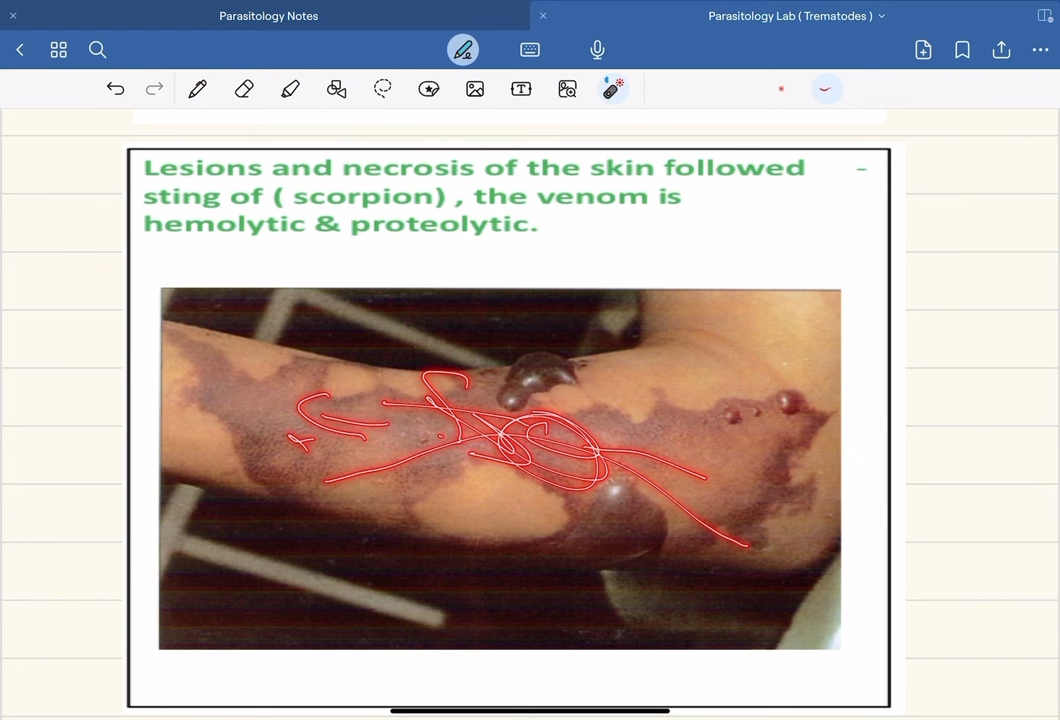 Parasitology Notes
Parasitology Lab ( Trematodes )
Lesions and necrosis of the skin followed -
sting of ( scorpion) , the venom is
hemolytic & proteolytic.